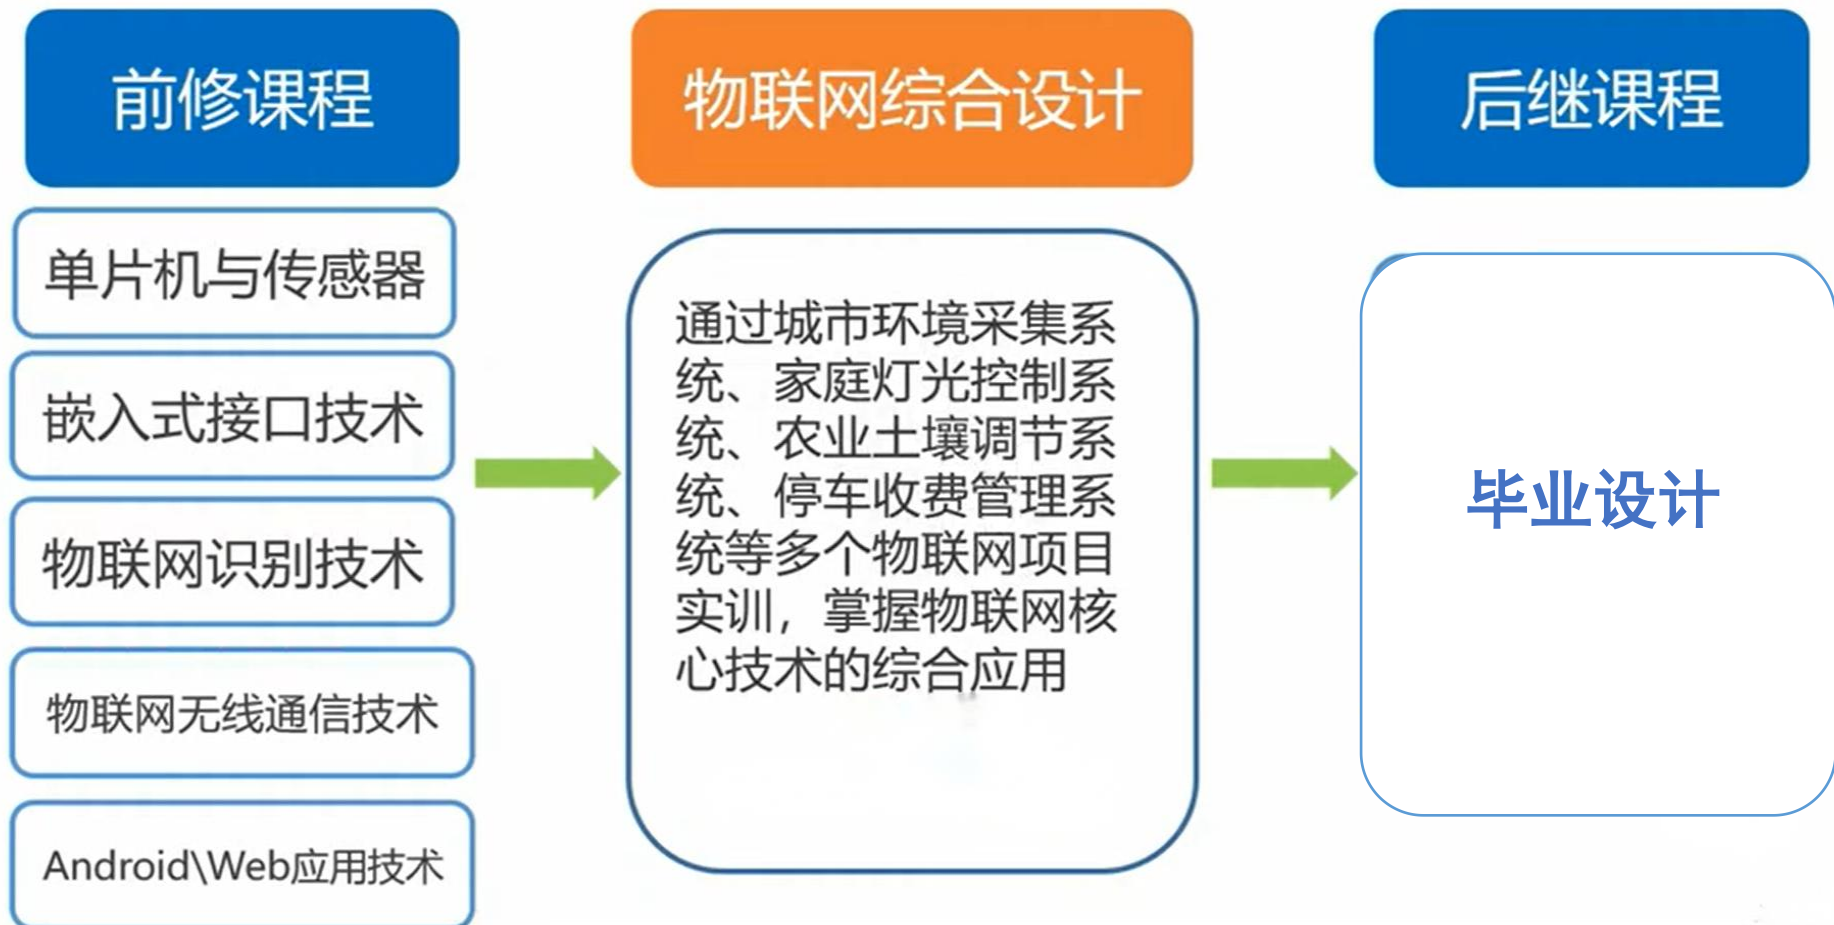 前修课程
单片机与传感器
嵌入式接口技术
物联网识别技术
物联网无线通信技术
Android\Web应用技术
物联网综合设计
通过城市环境采集系
统、家庭灯光控制系
统、农业土壤调节系
统、停车收费管理系
统等多个物联网项目
实训，掌握物联网核
心技术的综合应用
后继课程
毕业设计